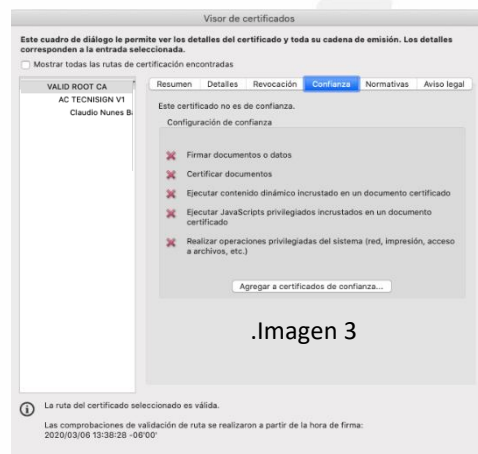 Visor de certificados
Este cuadro de diálogo le permite ver los detalles del certificado y toda su cadena de emisión. Los detalles
corresponden a la entrada seleccionada.
Mostrar todas las rutas de certificación encontradas
VALID ROOT CA
AC TECNISIGN V1
Claudio Nunes Ba
Resumen Detalles Revocación Confianza Normativas Aviso legal
Este certificado no es de confianza.
Configuración de confianza
Firmar documentos o datos
Certificar documentos
Ejecutar contenido dinámico incrustado en un documento certificado
Ejecutar JavaScripts privilegiados incrustados en un documento
certificado
Realizar operaciones privilegiadas del sistema (red, impresión, acceso
a archivos, etc.)
Agregar a certificados de confianza...
.Imagen 3
La ruta del certificado seleccionado es válida.
Las comprobaciones de validación de ruta se realizaron a partir de la hora de firma:
2020/03/06 13:38:28 -06'00'